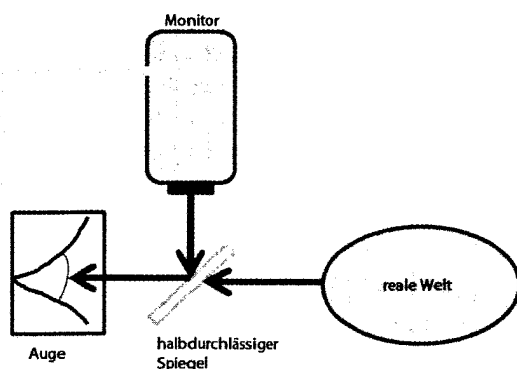 Monitor
reale Welt
Auge
halbdurchlässiger
Spiegel